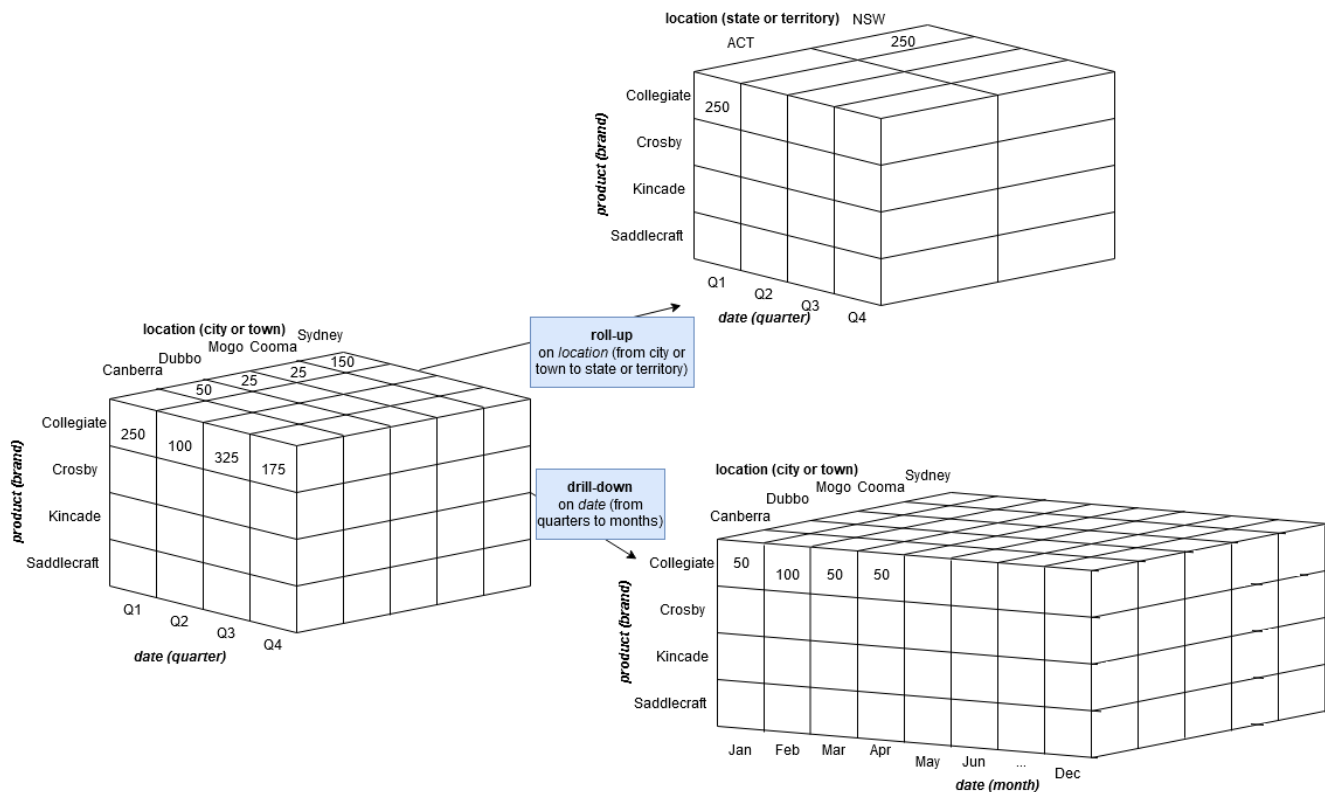 location (state or territory) NSW
ACT
250
Collegiate
250
Crosby
Kincade
Saddlecraft
product (brand)
Q1
Q2
Q3
Q4
date (quarter)
location (city or town)
Sydney
Mogo Cooma
Dubbo
Canberra
150
25
25
50
Collegiate
250
100
325
175
Crosby
Kincade
Saddlecraft
product (brand)
Q1
Q2
Q3
Q4
date (quarter)
roll-up
on location (from city or
town to state or territory)
drill-down
on date (from
quarters to months)
location (city or town)
Sydney
Mogo Cooma
Dubbo
Canberra
Collegiate
50
100
50
50
Crosby
Kincade
Saddlecraft
product (brand)
Jan
Feb
Mar
Apr
May
Jun
...
Dec
date (month)